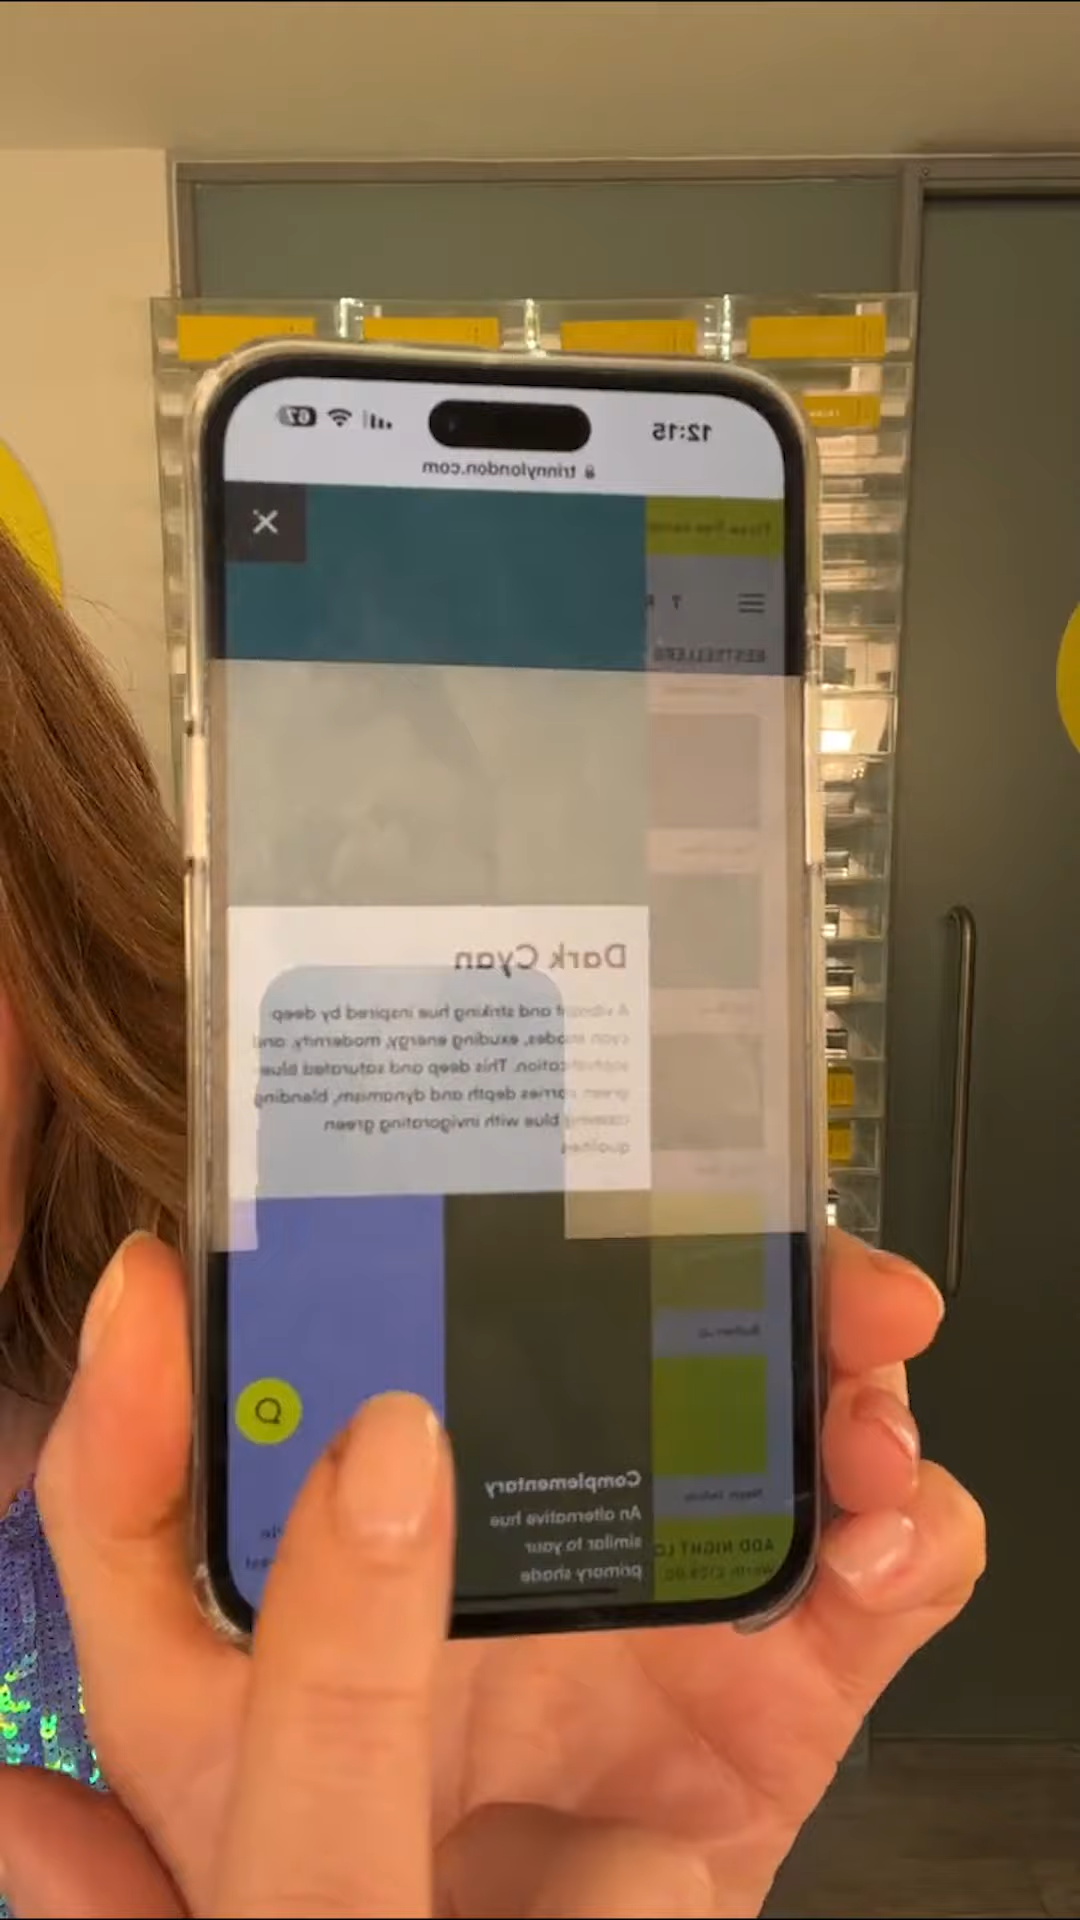 12:15
67
trinnylondon.com
BESTSELLERS
Dark Cyan
A vibrant and striking hue inspired by deep
cyan shades, exuding energy, modernity, and
sophistication. This deep and saturated blue-
green carries depth and dynamism, blending
calming blue with invigorating green
qualities
Complementary
An alternative hue
similar to your
primary shade
ADD NIGHT